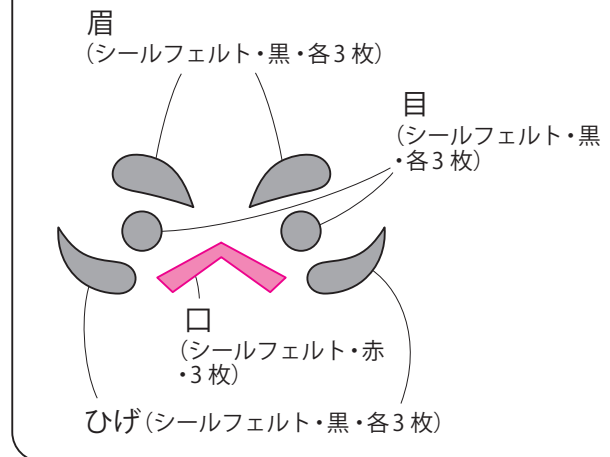 眉
（シールフェルト・黒・各3枚）
目
（シールフェルト・黒
・各3枚）
口
（シールフェルト・赤
・3枚）
ひげ（シールフェルト・黒・各3枚）